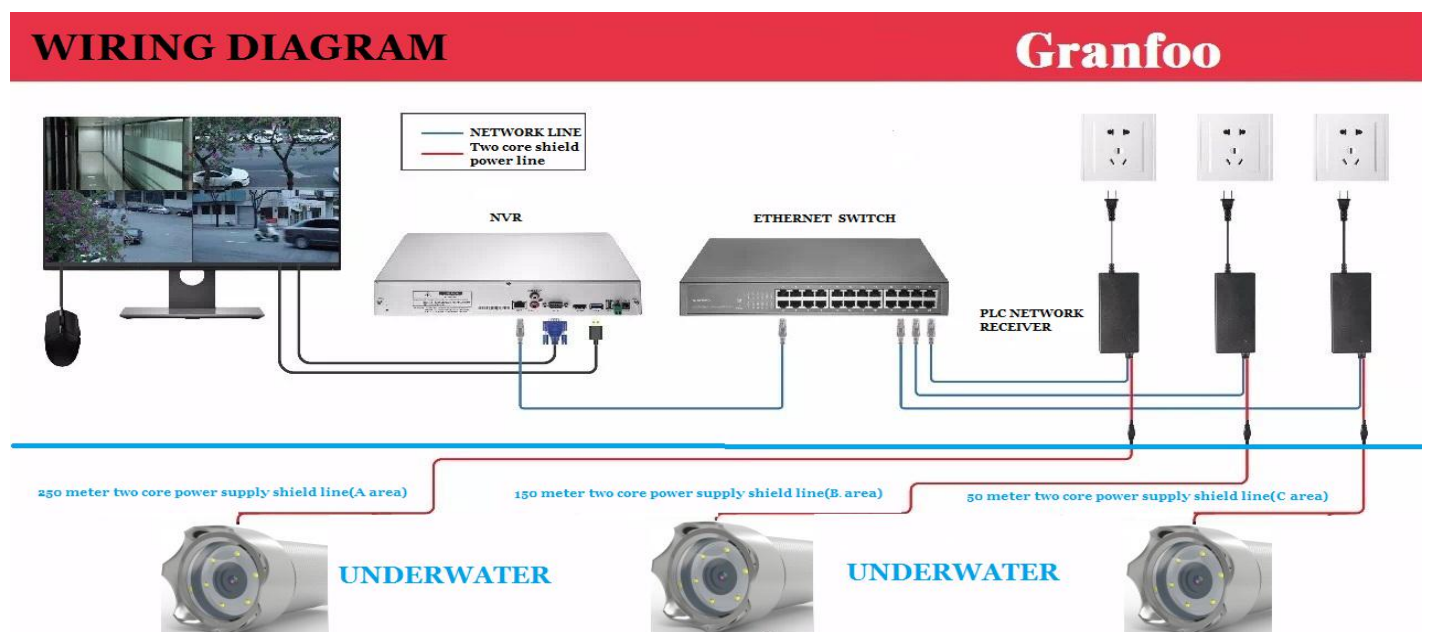 WIRING DIAGRAM
Granfoo
NETWORK LINE
Two core shield
power line
NVR
ETHERNET SWITCH
PLC NETWORK
RECEIVER
250 meter two core power supply shield line(A area)
150 meter two core power supply shield line(B. area)
50 meter two core power supply shield line(C area)
UNDERWATER
UNDERWATER